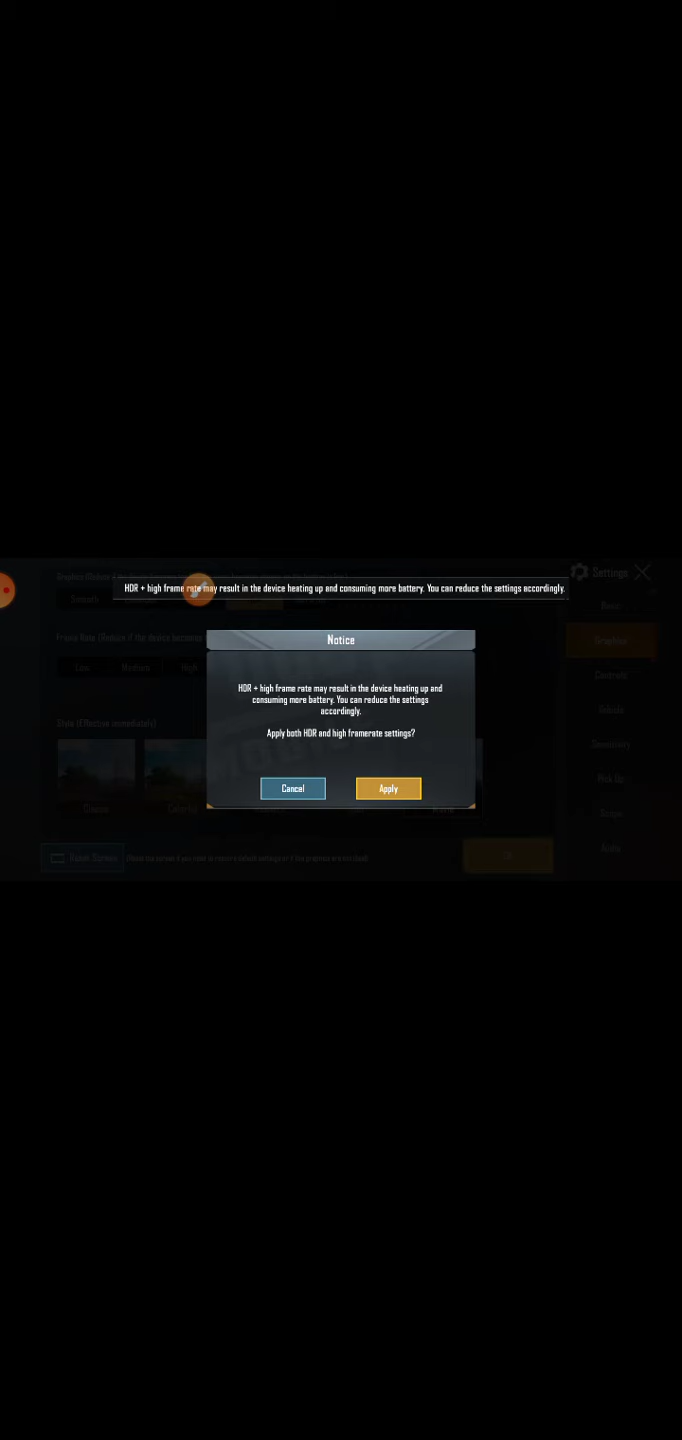 Settings
HDR + high frame rate may result in the device heating up and consuming more battery. You can reduce the settings accordingly.
Smooth
Basic
Graphics
Frame Rate (Reduce if the device becomes
Low
Medium
High
Notice
HDR + high frame rate may result in the device heating up and
consuming more battery. You can reduce the settings
accordingly.
Apply both HDR and high framerate settings?
Cancel
Apply
Controls
Vehicle
Sensitivity
Pick Up
Scope
Audio
Style (Effective immediately)
Classic
Colorful
Ok